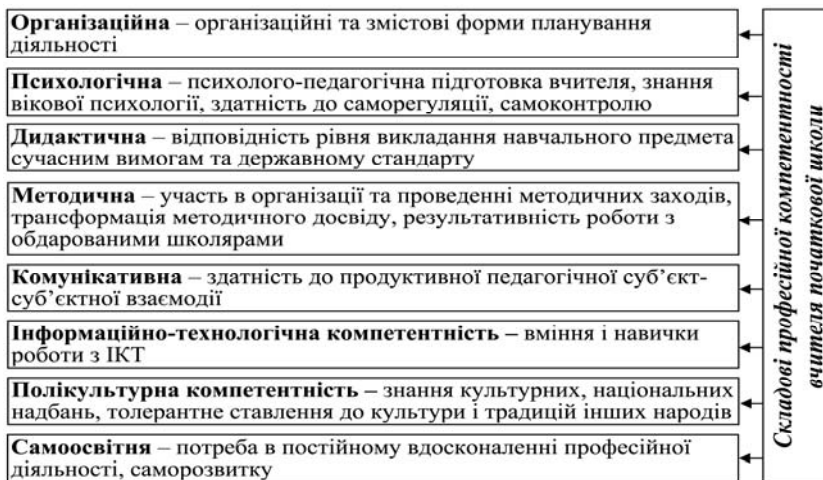 Організаційна – організаційні та змістові форми планування
діяльності
Психологічна – психолого-педагогічна підготовка вчителя, знання
вікової психології, здатність до саморегуляції, самоконтролю
Дидактична – відповідність рівня викладання навчального предмета
сучасним вимогам та державному стандарту
Методична – участь в організації та проведенні методичних заходів,
трансформація методичного досвіду, результативність роботи з
обдарованими школярами
Комунікативна – здатність до продуктивної педагогічної суб’єкт-
суб’єктної взаємодії
Інформаційно-технологічна компетентність – вміння і навички
роботи з ІКТ
Полікультурна компетентність – знання культурних, національних
надбань, толерантне ставлення до культури і традицій інших народів
Самоосвітня – потреба в постійному вдосконаленні професійної
діяльності, саморозвитку
Складові професійної компетентності
вчителя початкової школи